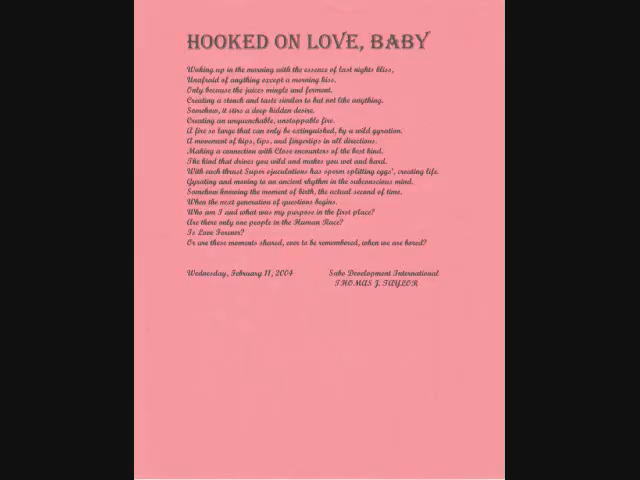 HOOKED ON LOVE, BABY
Waking up in the morning with the essence of last nights bliss,
Unafraid of anything except a morning kiss.
Only because the juices mingle and ferment.
Creating a stench and taste similar to but not like anything.
Somehow, it stirs a deep hidden desire.
Creating an unquenchable, unstoppable fire.
A fire so large that can only be extinguished, by a wild gyration.
A movement of hips, lips, and fingertips in all directions.
Making a connection with Close encounters of the best kind.
The kind that drives you wild and makes you wet and hard.
With each thrust Super ejaculations has sperm splitting eggs', creating life.
Gyrating and moving to an ancient rhythm in the subconscious mind.
Somehow knowing the moment of birth, the actual second of time.
When the next generation of questions begins.
Who am I and what was my purpose in the first place?
Are there only one people in the Human Race?
Is Love Forever?
Or are these moments shared, ever to be remembered, when we are bored?
Wednesday, February 11, 2004 Sabo Development International
THOMAS J. TAYLOR